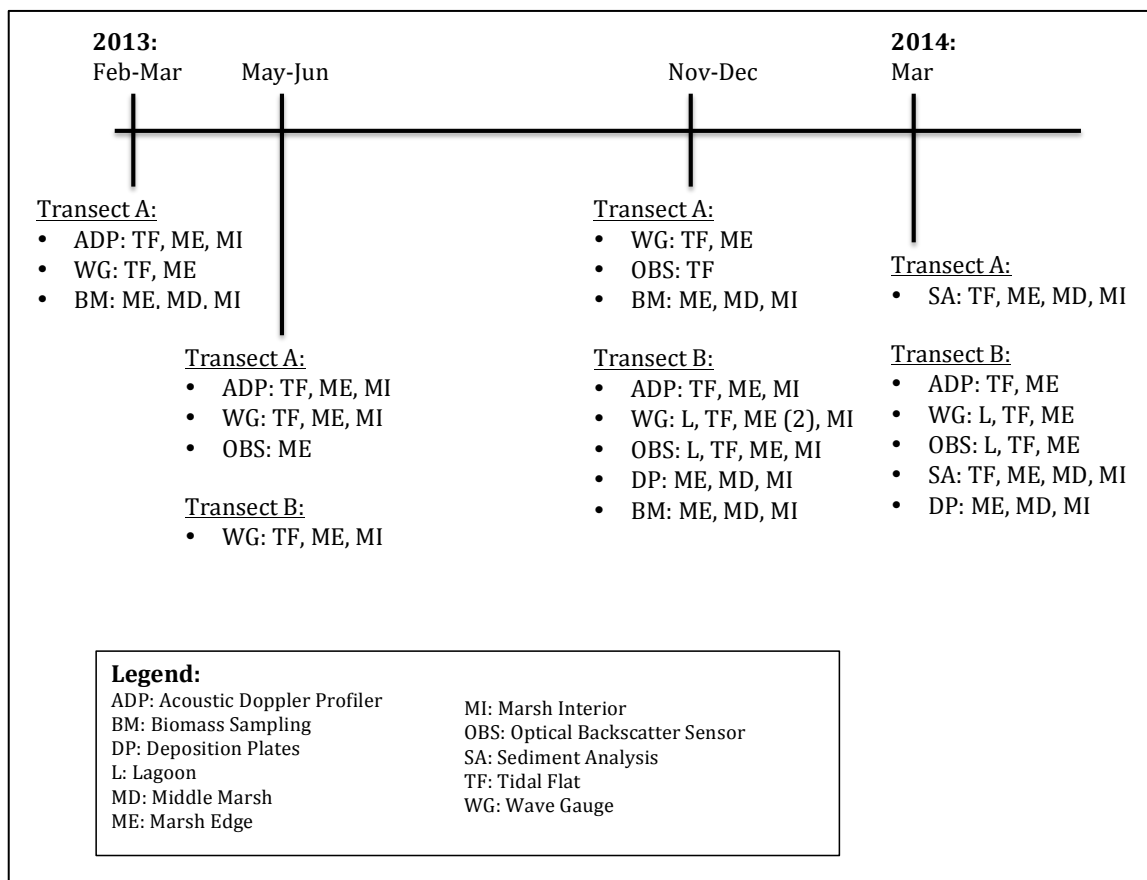 2013:
Feb-Mar
May-Jun
Nov-Dec
2014:
Mar
Transect A:
• ADP: TF, ME, MI
• WG: TF, ME
• BM: ME, MD, MI
Transect A:
• ADP: TF, ME, MI
• WG: TF, ME, MI
• OBS: ME
Transect B:
• WG: TF, ME, MI
Transect A:
• WG: TF, ME
• OBS: TF
• BM: ME, MD, MI
Transect B:
• ADP: TF, ME, MI
• WG: L, TF, ME (2), MI
• OBS: L, TF, ME, MI
• DP: ME, MD, MI
• BM: ME, MD, MI
Transect A:
• SA: TF, ME, MD, MI
Transect B:
• ADP: TF, ME
• WG: L, TF, ME
• OBS: L, TF, ME
• SA: TF, ME, MD, MI
• DP: ME, MD, MI
Legend:
ADP: Acoustic Doppler Profiler
BM: Biomass Sampling
DP: Deposition Plates
L: Lagoon
MD: Middle Marsh
ME: Marsh Edge
MI: Marsh Interior
OBS: Optical Backscatter Sensor
SA: Sediment Analysis
TF: Tidal Flat
WG: Wave Gauge